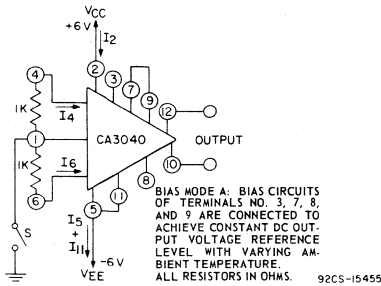 VCC
+6V
I2
2
3
7
9
4
12
1K
I4
1
CA3040
OUTPUT
1K
I6
10
6
8
11
5
I5
+
I11
S
-6V
VEE
BIAS MODE A: BIAS CIRCUITS
OF TERMINALS NO. 3, 7, 8,
AND 9 ARE CONNECTED TO
ACHIEVE CONSTANT DC OUT-
PUT VOLTAGE REFERENCE
LEVEL WITH VARYING AM-
BIENT TEMPERATURE.
ALL RESISTORS IN OHMS.
92CS-15455